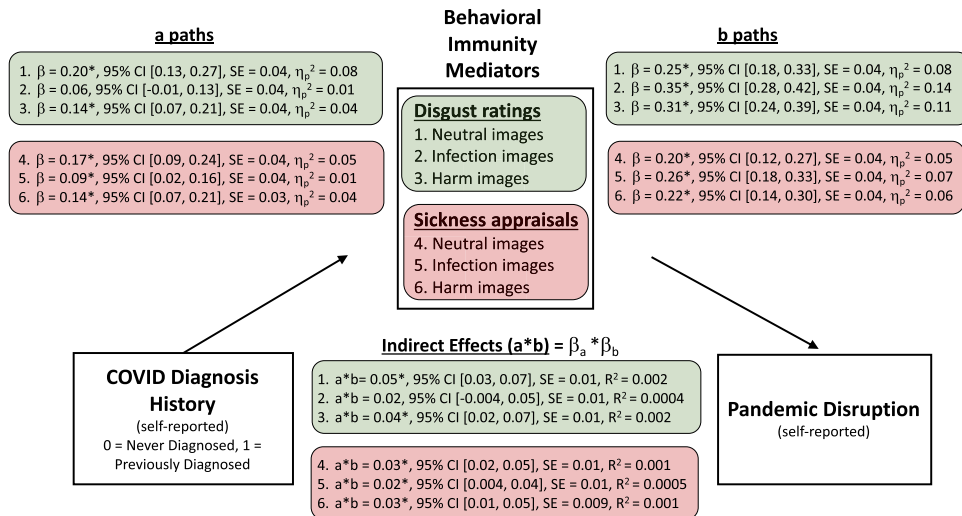 a paths
1. β = 0.20*, 95% CI [0.13, 0.27], SE = 0.04, ηp² = 0.08
2. β = 0.06, 95% CI [-0.01, 0.13], SE = 0.04, ηp² = 0.01
3. β = 0.14*, 95% CI [0.07, 0.21], SE = 0.04, ηp² = 0.04
4. β = 0.17*, 95% CI [0.09, 0.24], SE = 0.04, ηp² = 0.05
5. β = 0.09*, 95% CI [0.02, 0.16], SE = 0.04, ηp² = 0.01
6. β = 0.14*, 95% CI [0.07, 0.21], SE = 0.03, ηp² = 0.04
Behavioral
Immunity
Mediators
Disgust ratings
1. Neutral images
2. Infection images
3. Harm images
Sickness appraisals
4. Neutral images
5. Infection images
6. Harm images
b paths
1. β = 0.25*, 95% CI [0.18, 0.33], SE = 0.04, ηp² = 0.08
2. β = 0.35*, 95% CI [0.28, 0.42], SE = 0.04, ηp² = 0.14
3. β = 0.31*, 95% CI [0.24, 0.39], SE = 0.04, ηp² = 0.11
4. β = 0.20*, 95% CI [0.12, 0.27], SE = 0.04, ηp² = 0.05
5. β = 0.26*, 95% CI [0.18, 0.33], SE = 0.04, ηp² = 0.07
6. β = 0.22*, 95% CI [0.14, 0.30], SE = 0.04, ηp² = 0.06
COVID Diagnosis
History
(self-reported)
0 = Never Diagnosed, 1 =
Previously Diagnosed
Indirect Effects (a*b) = βa *βb
1. a*b= 0.05*, 95% CI [0.03, 0.07], SE = 0.01, R² = 0.002
2. a*b = 0.02, 95% CI [-0.004, 0.05], SE = 0.01, R² = 0.0004
3. a*b = 0.04*, 95% CI [0.02, 0.07], SE = 0.01, R² = 0.002
4. a*b = 0.03*, 95% CI [0.02, 0.05], SE = 0.01, R² = 0.001
5. a*b = 0.02*, 95% CI [0.004, 0.04], SE = 0.01, R² = 0.0005
6. a*b = 0.03*, 95% CI [0.01, 0.05], SE = 0.009, R² = 0.001
Pandemic Disruption
(self-reported)